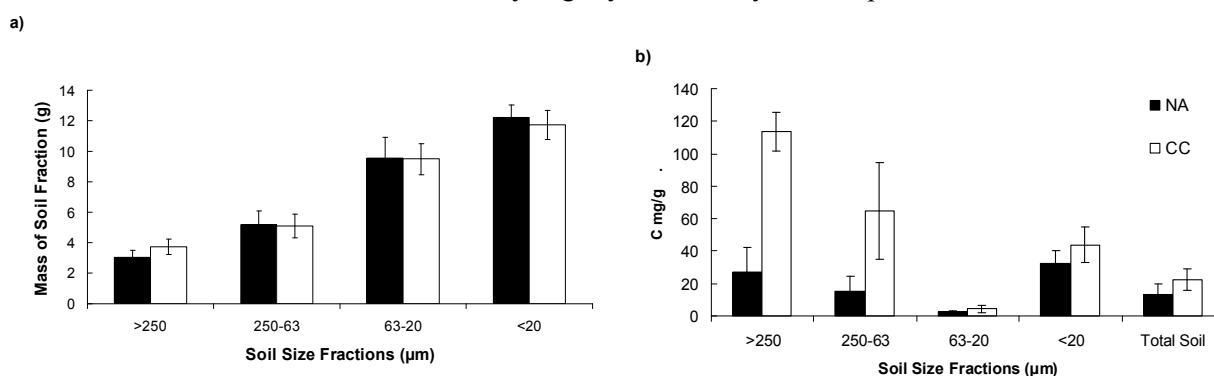 a)
Mass of Soil Fraction (g)
14
12
10
8
6
4
2
0
>250
250-63
63-20
<20
Soil Size Fractions (µm)
b)
C mg/g .
140
120
100
80
60
40
20
0
NA
CC
>250
250-63
63-20
<20
Total Soil
Soil Size Fractions (µm)